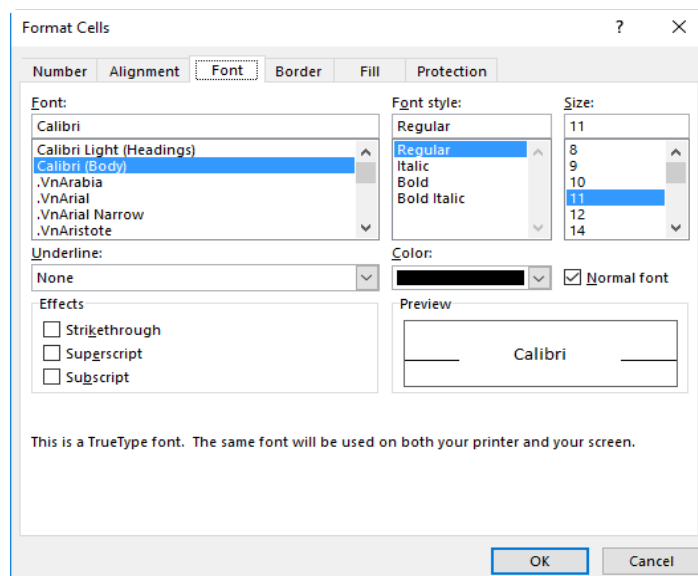 Format Cells ?
Number Alignment Font Border Fill Protection
Font: Font style: Size:
Calibri Regular 11
Calibri Light (Headings) Regular 8
Calibri (Body) Italic 9
.VnArabia Bold 10
.VnArial Bold Italic 11
.VnArial Narrow 12
.VnAristote 14
Underline: Color:
None Normal font
Effects Preview
Strikethrough
Superscript Calibri
Subscript
This is a TrueType font. The same font will be used on both your printer and your screen.
OK Cancel